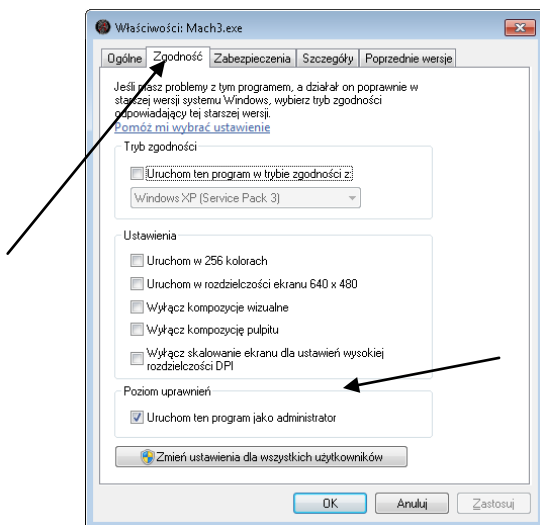 Właściwości: Mach3.exe
Ogólne Zgodność Zabezpieczenia Szczegóły Poprzednie wersje
Jeśli masz problemy z tym programem, a działał on poprawnie w
starszej wersji systemu Windows, wybierz tryb zgodności
odpowiadający tej starszej wersji.
Pomóż mi wybrać ustawienie
Tryb zgodności
Uruchom ten program w trybie zgodności z:
Windows XP (Service Pack 3)
Ustawienia
Uruchom w 256 kolorach
Uruchom w rozdzielczości ekranu 640 x 480
Wyłącz kompozycje wizualne
Wyłącz kompozycję pulpitu
Wyłącz skalowanie ekranu dla ustawień wysokiej
rozdzielczości DPI
Poziom uprawnień
Uruchom ten program jako administrator
Zmień ustawienia dla wszystkich użytkowników
OK Anuluj Zastosuj